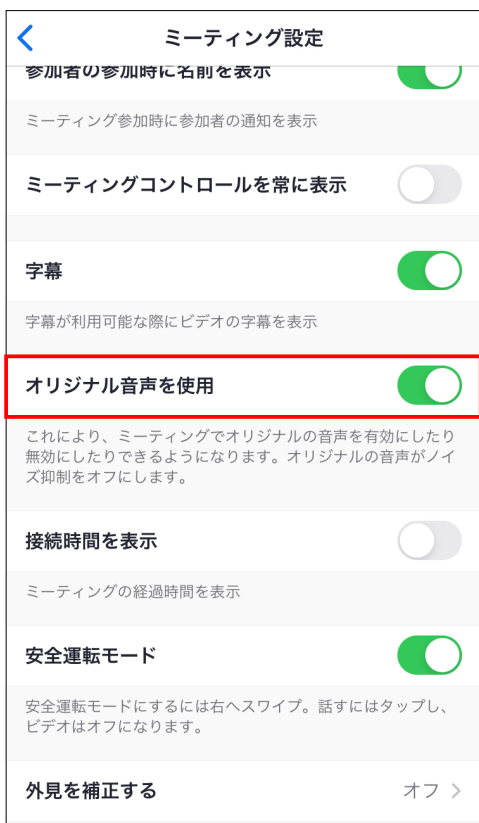 ミーティング設定
参加者の参加時に名前を表示
ミーティング参加時に参加者の通知を表示
ミーティングコントロールを常に表示
字幕
字幕が利用可能な際にビデオの字幕を表示
オリジナル音声を使用
これにより、ミーティングでオリジナルの音声を有効にしたり
無効にしたりできるようになります。オリジナルの音声がノイ
ズ抑制をオフにします。
接続時間を表示
ミーティングの経過時間を表示
安全運転モード
安全運転モードにするには右へスワイプ。話すにはタップし、
ビデオはオフになります。
外見を補正する オフ